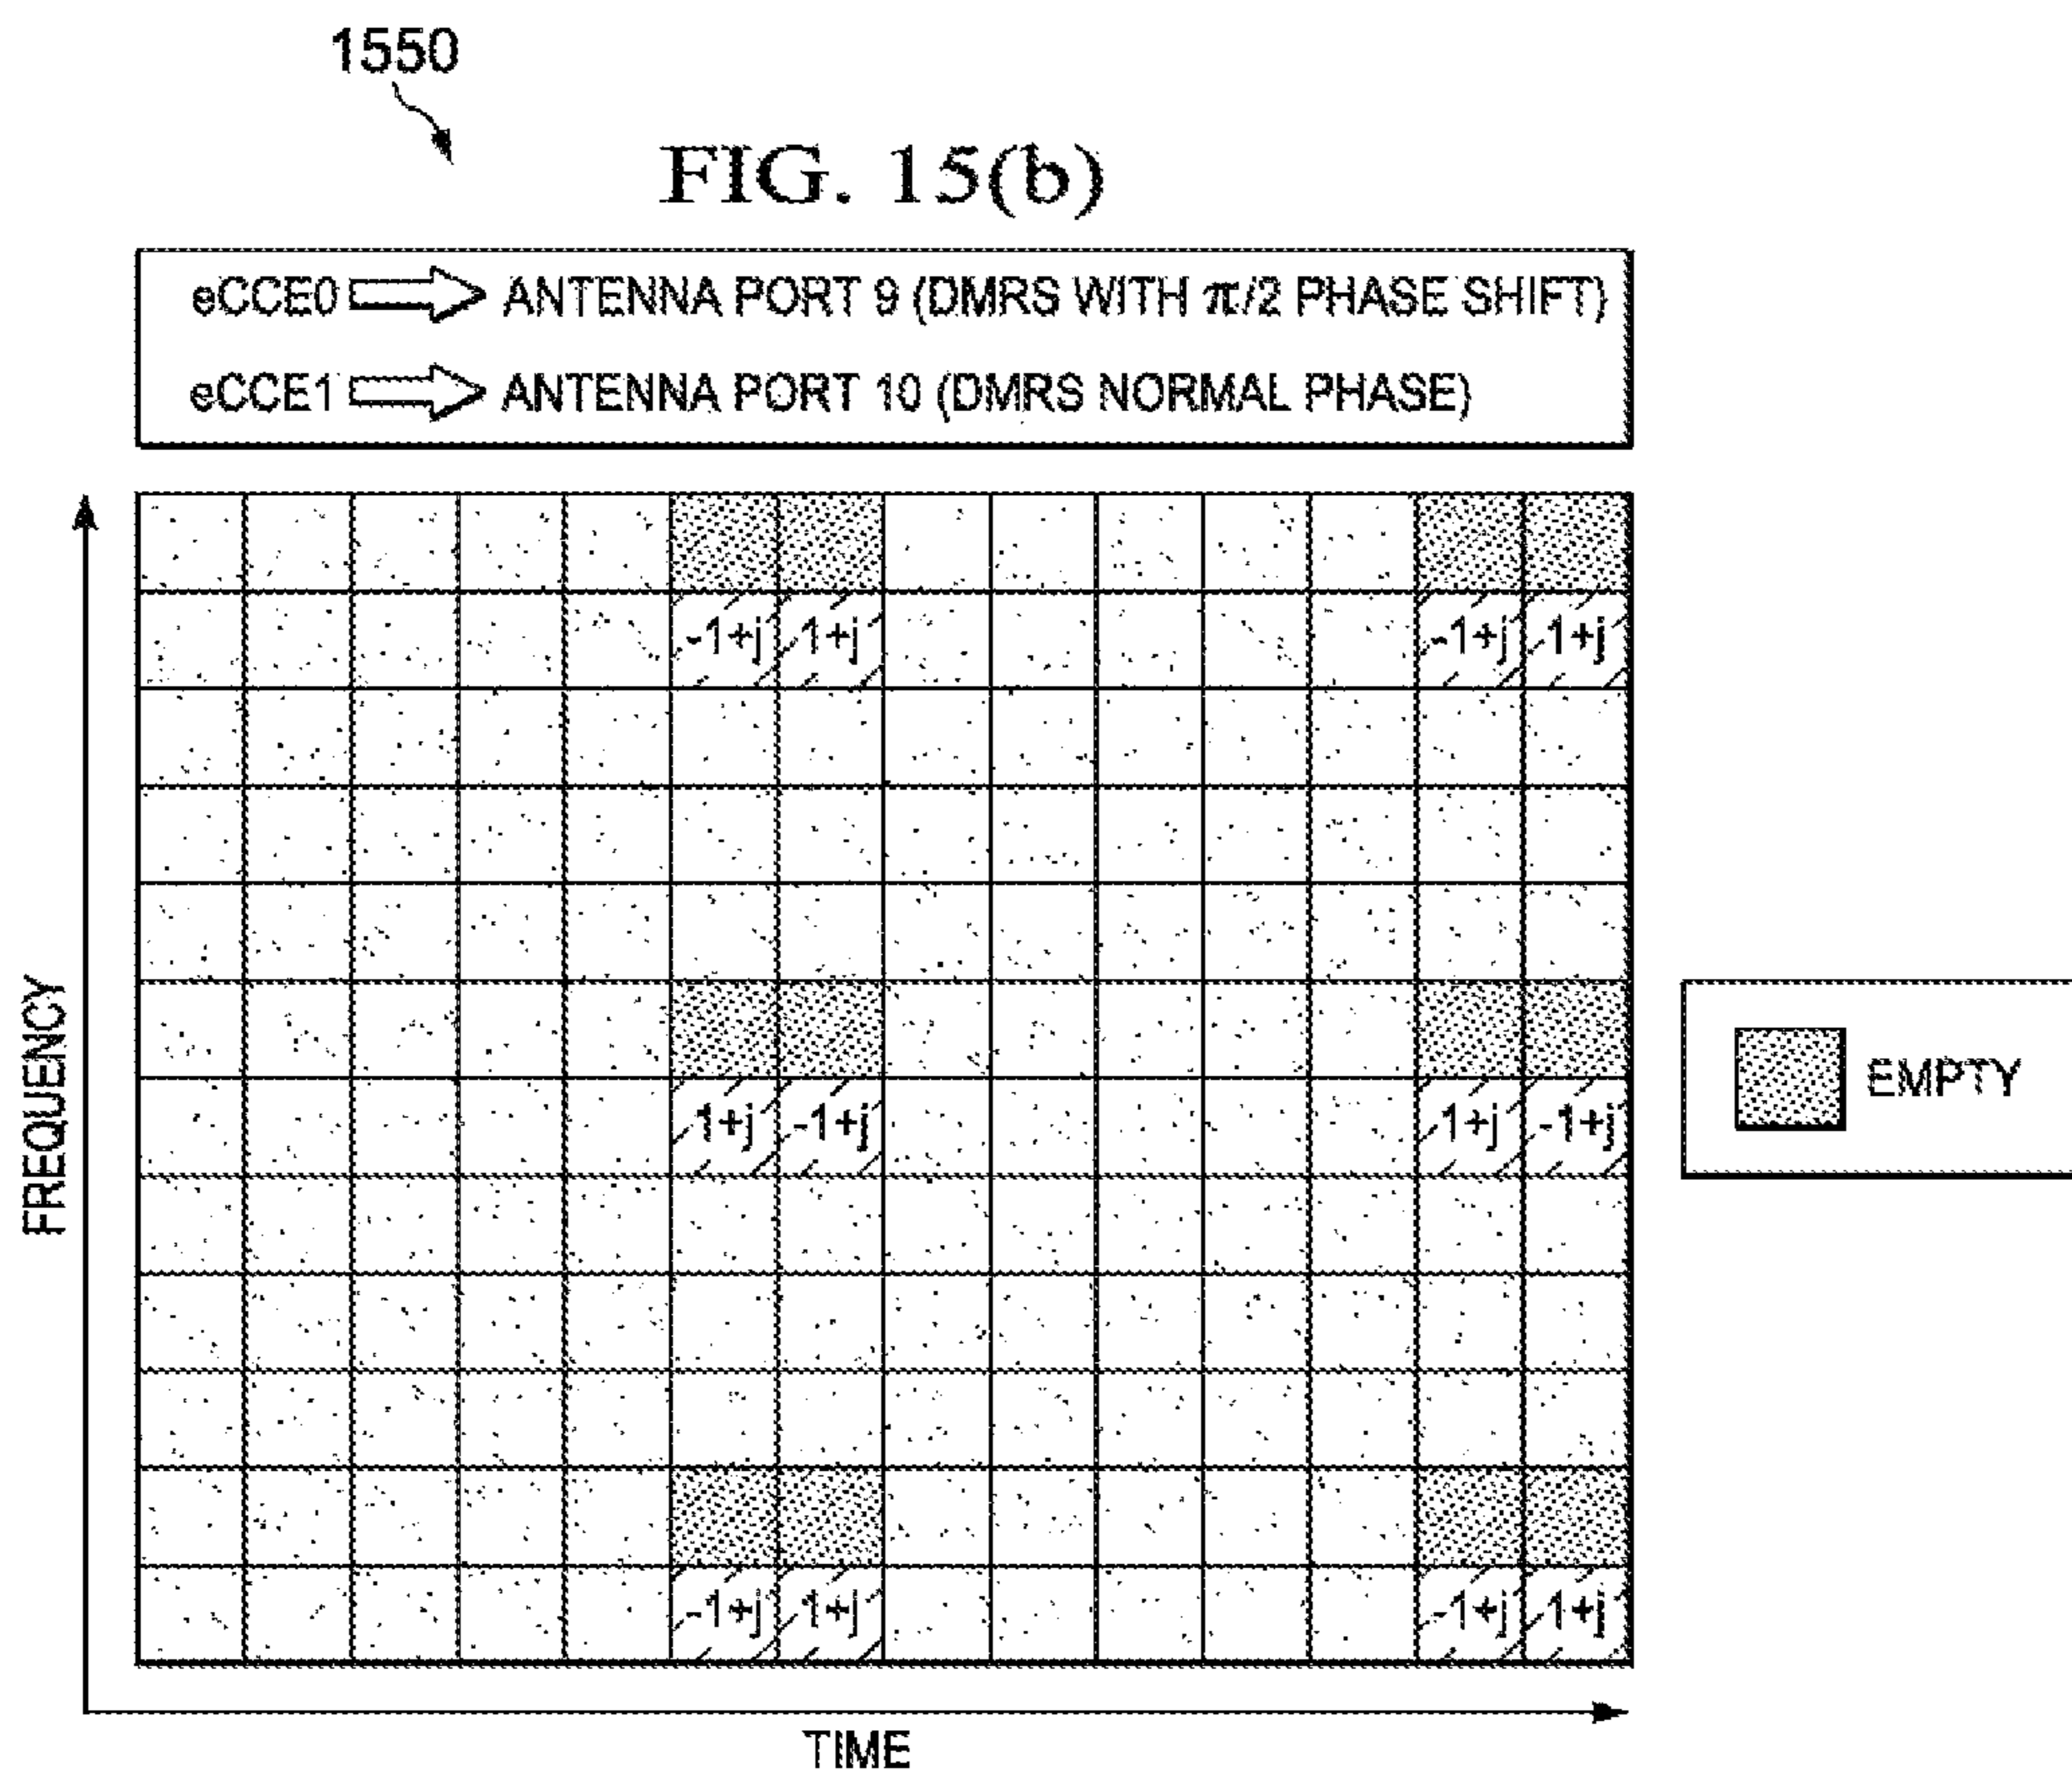 1550
FIG. 15(b)
eCCE0 ⇒ ANTENNA PORT 9 (DMRS WITH π/2 PHASE SHIFT)
eCCE1 ⇒ ANTENNA PORT 10 (DMRS NORMAL PHASE)
-1+j 1+j -1+j 1+j
FREQUENCY
EMPTY
1+j -1+j 1+j -1+j
-1+j 1+j -1+j 1+j
TIME